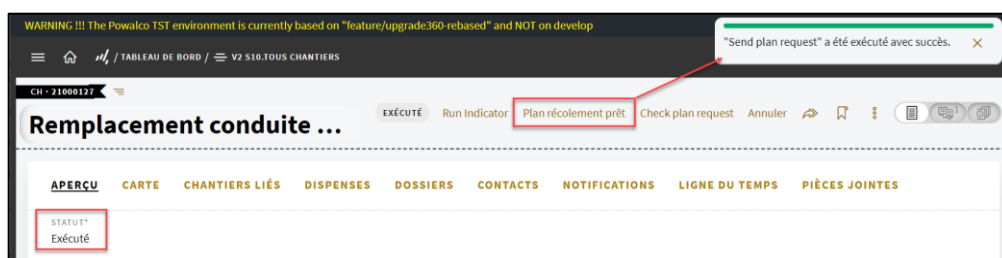 WARNING !!! The Powalco TST environment is currently based on "feature/upgrade360-rebased" and NOT on develop
"Send plan request" a été exécuté avec succès.
/ TABLEAU DE BORD / V2 S10.TOUS CHANTIERS
CH - 21000127
Remplacement conduite ...
EXÉCUTÉ Run Indicator Plan récolement prêt Check plan request Annuler 1
APERÇU CARTE CHANTIERS LIÉS DISPENSES DOSSIERS CONTACTS NOTIFICATIONS LIGNE DU TEMPS PIÈCES JOINTES
STATUT*
Exécuté